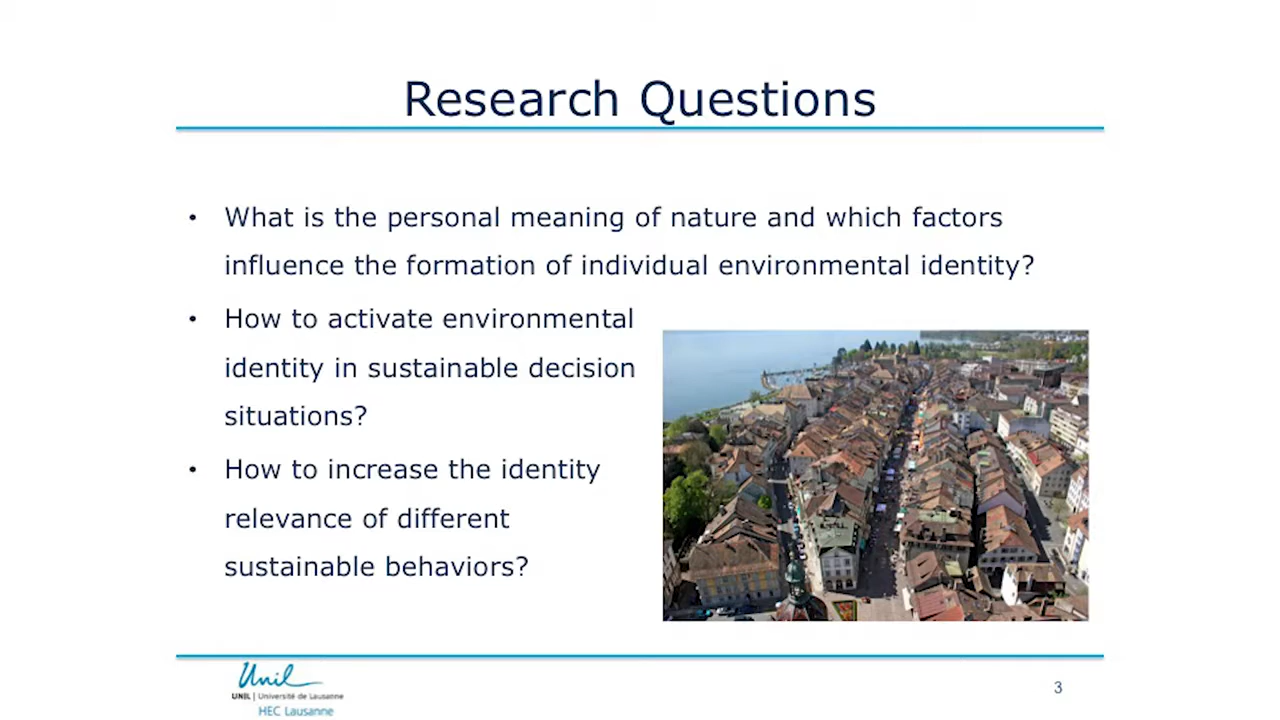 Research Questions
• What is the personal meaning of nature and which factors
influence the formation of individual environmental identity?
• How to activate environmental
identity in sustainable decision
situations?
• How to increase the identity
relevance of different
sustainable behaviors?
Unil
UNIL | Université de Lausanne
HEC Lausanne
3